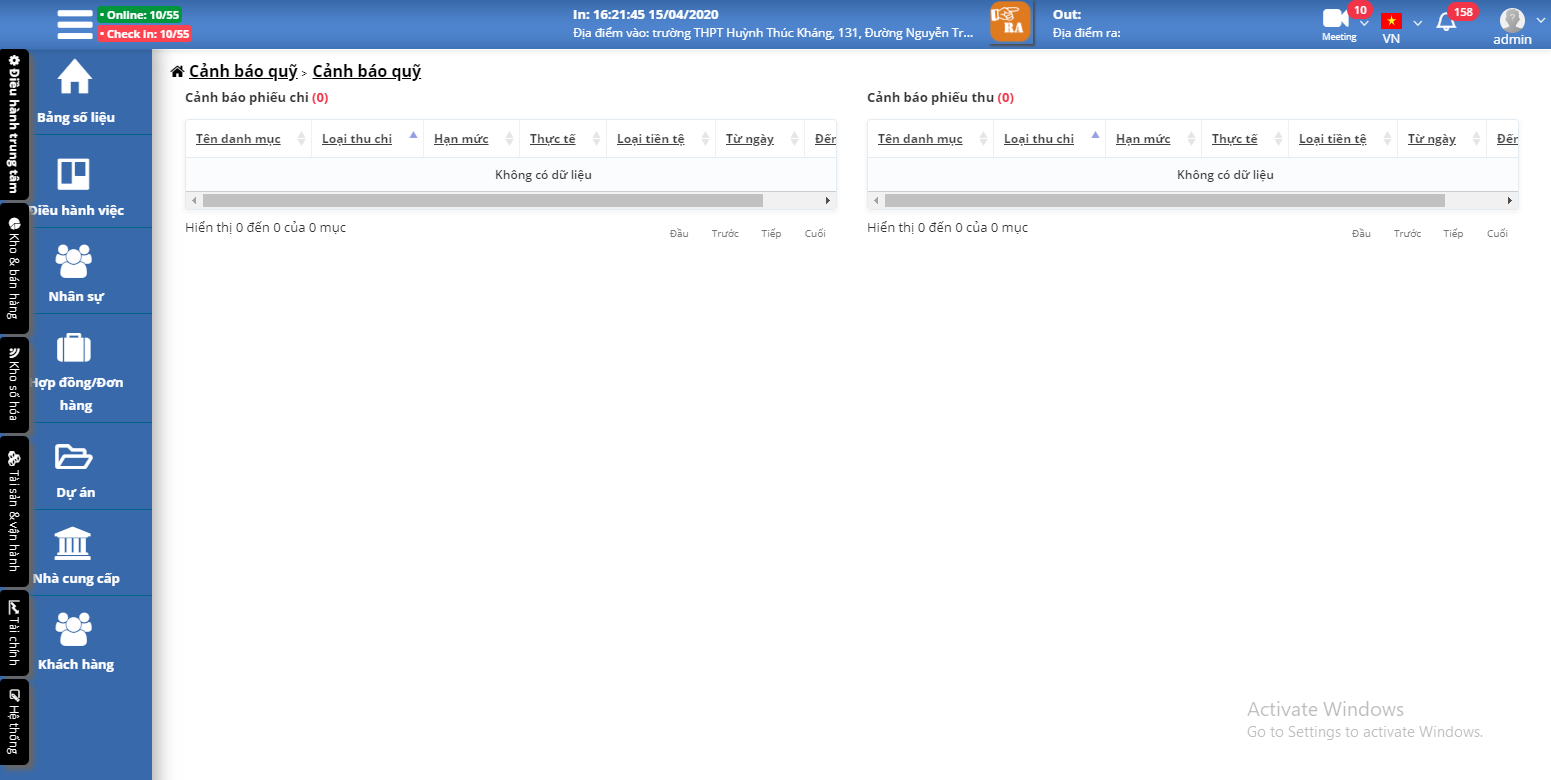 • Online: 10/55
• Check in: 10/55
In: 16:21:45 15/04/2020
Địa điểm vào: trường THPT Huỳnh Thúc Kháng, 131, Đường Nguyễn Tr...
RA
Out:
Địa điểm ra:
10
Meeting
VN
158
admin
Điều hành trung tâm
Kho & bán hàng
Kho số hóa
Tài sản & vận hành
Tài chính
Hệ thống
Bảng số liệu
Điều hành việc
Nhân sự
Hợp đồng/Đơn
hàng
Dự án
Nhà cung cấp
Khách hàng
Cảnh báo quỹ > Cảnh báo quỹ
Cảnh báo phiếu chi (0)
Tên danh mục Loại thu chi Hạn mức Thực tế Loại tiền tệ Từ ngày Đến
Không có dữ liệu
Hiển thị 0 đến 0 của 0 mục
Đầu Trước Tiếp Cuối
Cảnh báo phiếu thu (0)
Tên danh mục Loại thu chi Hạn mức Thực tế Loại tiền tệ Từ ngày Đến
Không có dữ liệu
Hiển thị 0 đến 0 của 0 mục
Đầu Trước Tiếp Cuối
Activate Windows
Go to Settings to activate Windows.